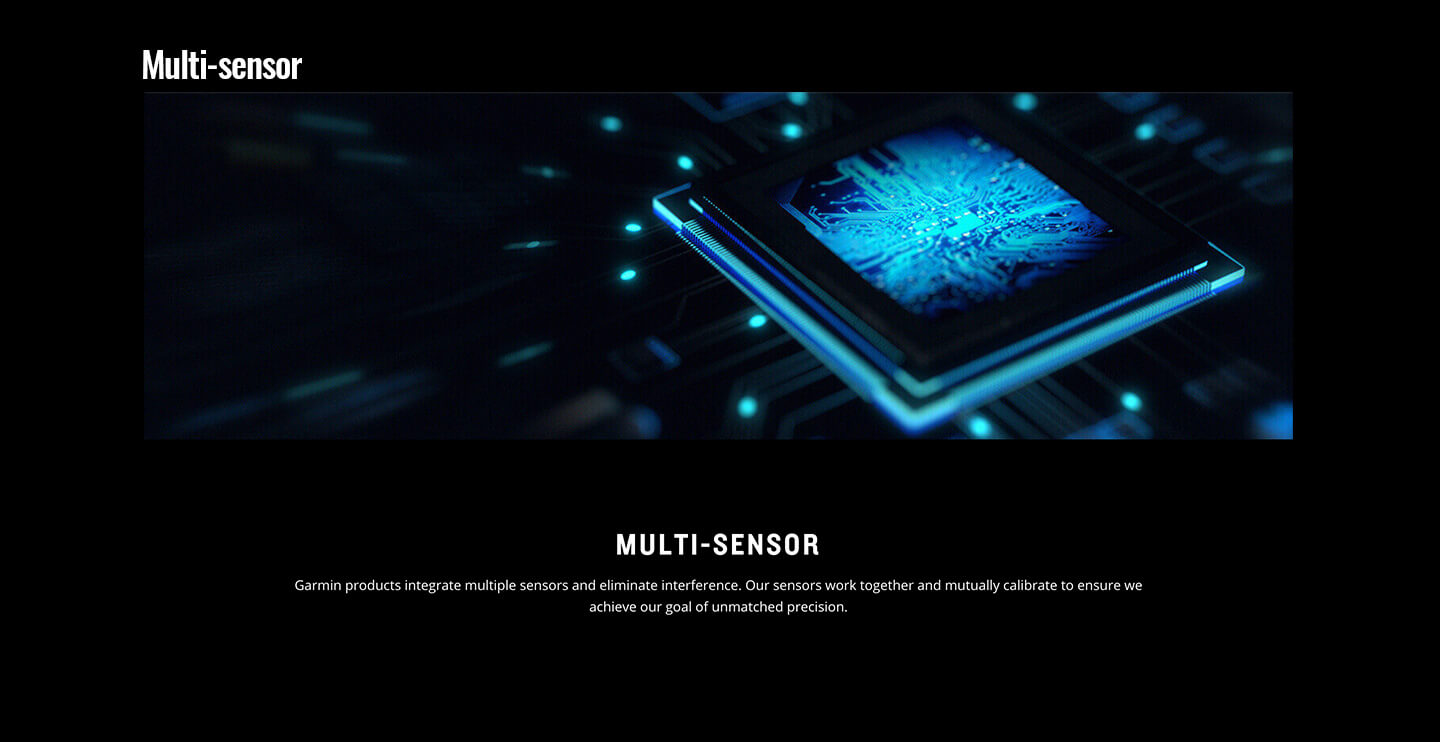 Multi-sensor
MULTI-SENSOR
Garmin products integrate multiple sensors and eliminate interference. Our sensors work together and mutually calibrate to ensure we
achieve our goal of unmatched precision.